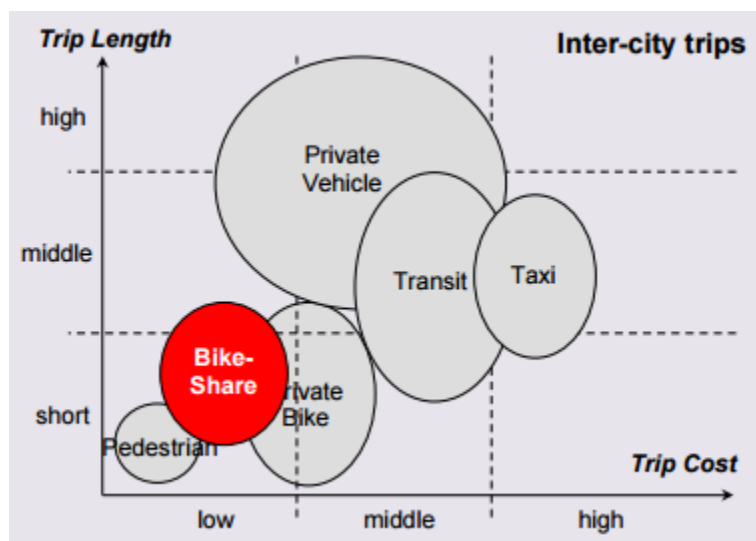 Trip Length
Inter-city trips
high
Private
Vehicle
middle
Transit
Taxi
Bike-
Share
Private
Bike
short
Pedestrian
Trip Cost
low
middle
high